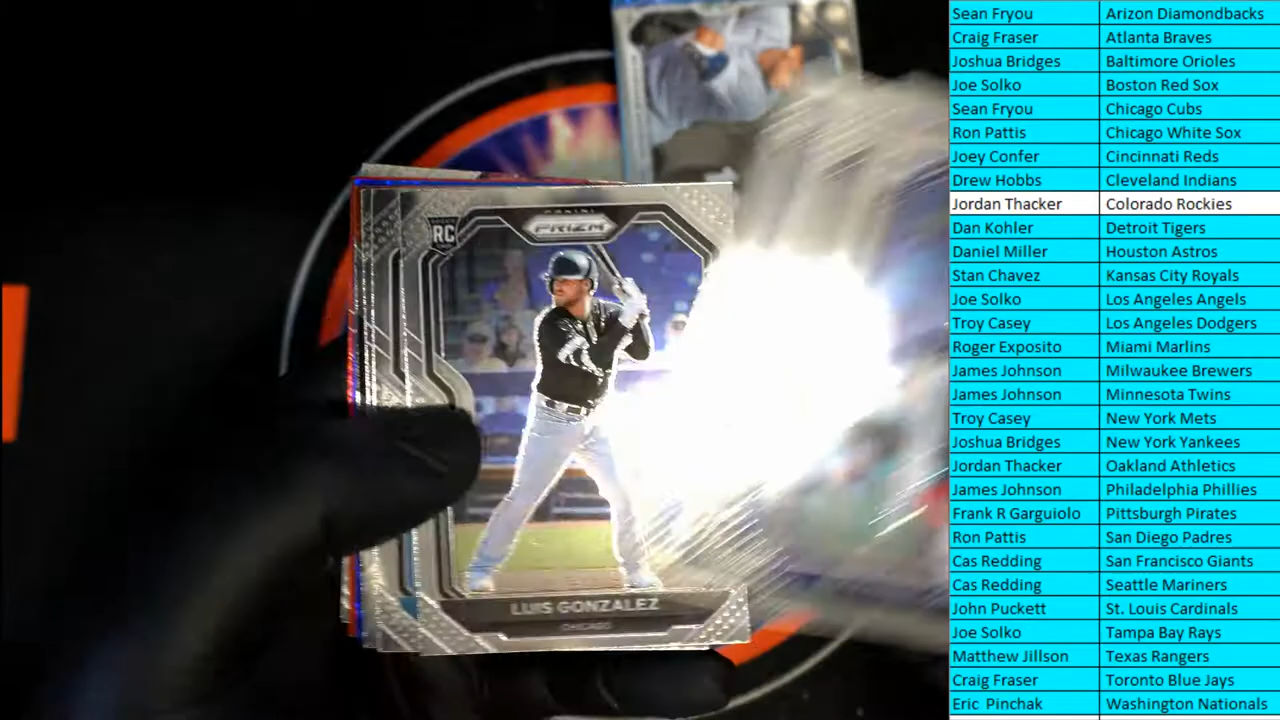 RC
PANINI
PRIZM
LUIS GONZALEZ
CHICAGO
Sean Fryou Arizon Diamondbacks
Craig Fraser Atlanta Braves
Joshua Bridges Baltimore Orioles
Joe Solko Boston Red Sox
Sean Fryou Chicago Cubs
Ron Pattis Chicago White Sox
Joey Confer Cincinnati Reds
Drew Hobbs Cleveland Indians
Jordan Thacker Colorado Rockies
Dan Kohler Detroit Tigers
Daniel Miller Houston Astros
Stan Chavez Kansas City Royals
Joe Solko Los Angeles Angels
Troy Casey Los Angeles Dodgers
Roger Exposito Miami Marlins
James Johnson Milwaukee Brewers
James Johnson Minnesota Twins
Troy Casey New York Mets
Joshua Bridges New York Yankees
Jordan Thacker Oakland Athletics
James Johnson Philadelphia Phillies
Frank R Garguiolo Pittsburgh Pirates
Ron Pattis San Diego Padres
Cas Redding San Francisco Giants
Cas Redding Seattle Mariners
John Puckett St. Louis Cardinals
Joe Solko Tampa Bay Rays
Matthew Jillson Texas Rangers
Craig Fraser Toronto Blue Jays
Eric Pinchak Washington Nationals